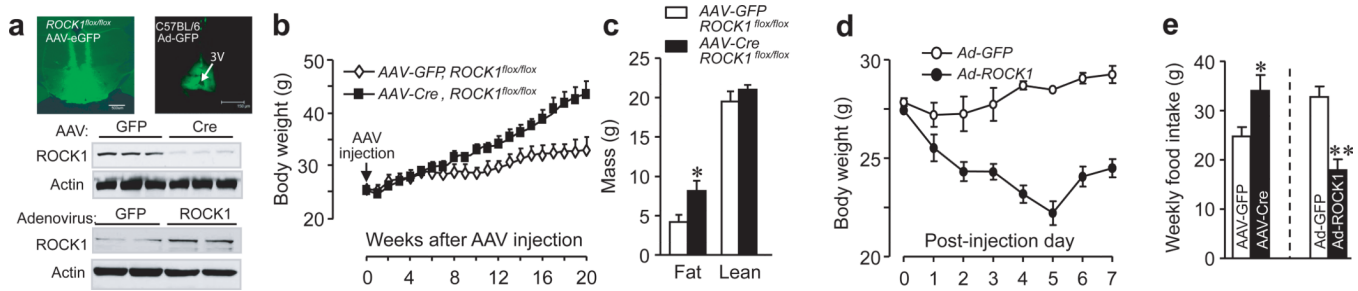 a
ROCK1flox/flox
AAV-eGFP
C57BL/6
Ad-GFP
3V
AAV: GFP Cre
ROCK1
Actin
Adenovirus: GFP ROCK1
ROCK1
Actin
b
Body weight (g)
50
40
30
20
AAV-GFP, ROCK1flox/flox
AAV-Cre , ROCK1flox/flox
AAV
injection
Weeks after AAV injection
0 4 8 12 16 20
c
AAV-GFP
ROCK1flox/flox
AAV-Cre
ROCK1flox/flox
Mass (g)
25
20
15
10
5
0
*
Fat Lean
d
Body weight (g)
30
27
25
22
20
Ad-GFP
Ad-ROCK1
Post-injection day
0 1 2 3 4 5 6 7
e
Weekly food intake (g)
40
30
20
10
0
*
**
AAV-GFP
AAV-Cre
Ad-GFP
Ad-ROCK1